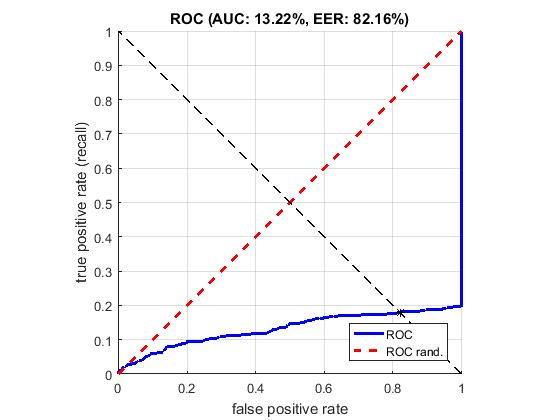 ROC (AUC: 13.22%, EER: 82.16%)
true positive rate (recall)
1
0.9
0.8
0.7
0.6
0.5
0.4
0.3
0.2
0.1
0
ROC
ROC rand.
0 0.2 0.4 0.6 0.8 1
false positive rate